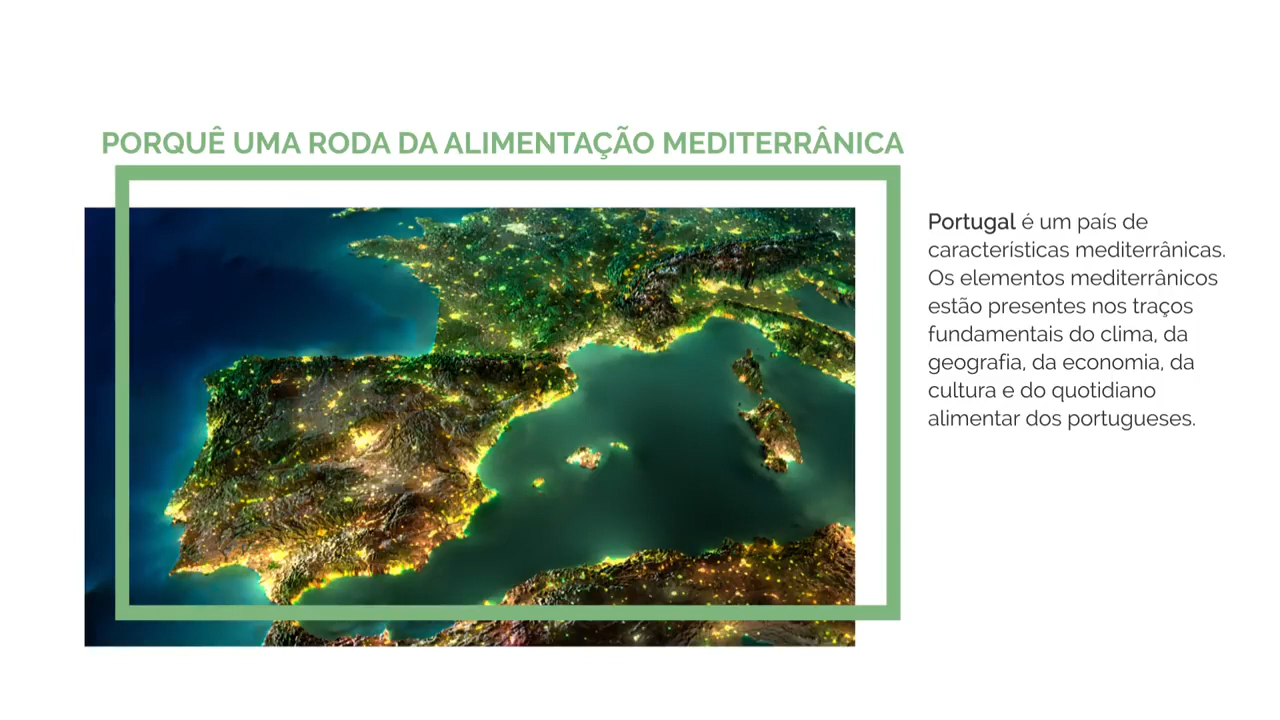 PORQUÊ UMA RODA DA ALIMENTAÇÃO MEDITERRÂNICA
Portugal é um país de
características mediterrânicas.
Os elementos mediterrânicos
estão presentes nos traços
fundamentais do clima, da
geografia, da economia, da
cultura e do quotidiano
alimentar dos portugueses.